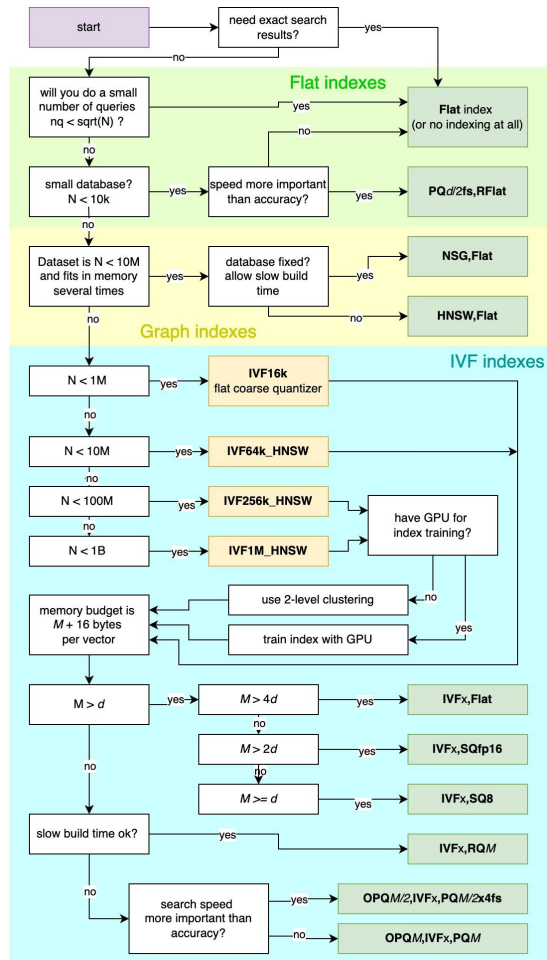 start
need exact search
results?
yes
no
Flat indexes
will you do a small
number of queries
nq < sqrt(N) ?
yes
Flat index
(or no indexing at all)
no
no
small database?
N < 10k
yes
speed more important
than accuracy?
yes
PQd/2fs,RFlat
no
Dataset is N < 10M
and fits in memory
several times
yes
database fixed?
allow slow build
time
yes
NSG,Flat
no
HNSW,Flat
no
Graph indexes
IVF indexes
N < 1M
yes
IVF16k
flat coarse quantizer
no
N < 10M
yes
IVF64k_HNSW
no
N < 100M
yes
IVF256k_HNSW
have GPU for
index training?
no
N < 1B
yes
IVF1M_HNSW
no
yes
use 2-level clustering
train index with GPU
memory budget is
M + 16 bytes
per vector
M > d
yes
M > 4d
yes
IVFx,Flat
no
M > 2d
yes
IVFx,SQfp16
no
no
M >= d
yes
IVFx,SQ8
slow build time ok?
yes
IVFx,RQM
no
search speed
more important than
accuracy?
yes
OPQM/2,IVFx,PQM/2x4fs
no
OPQM,IVFx,PQM